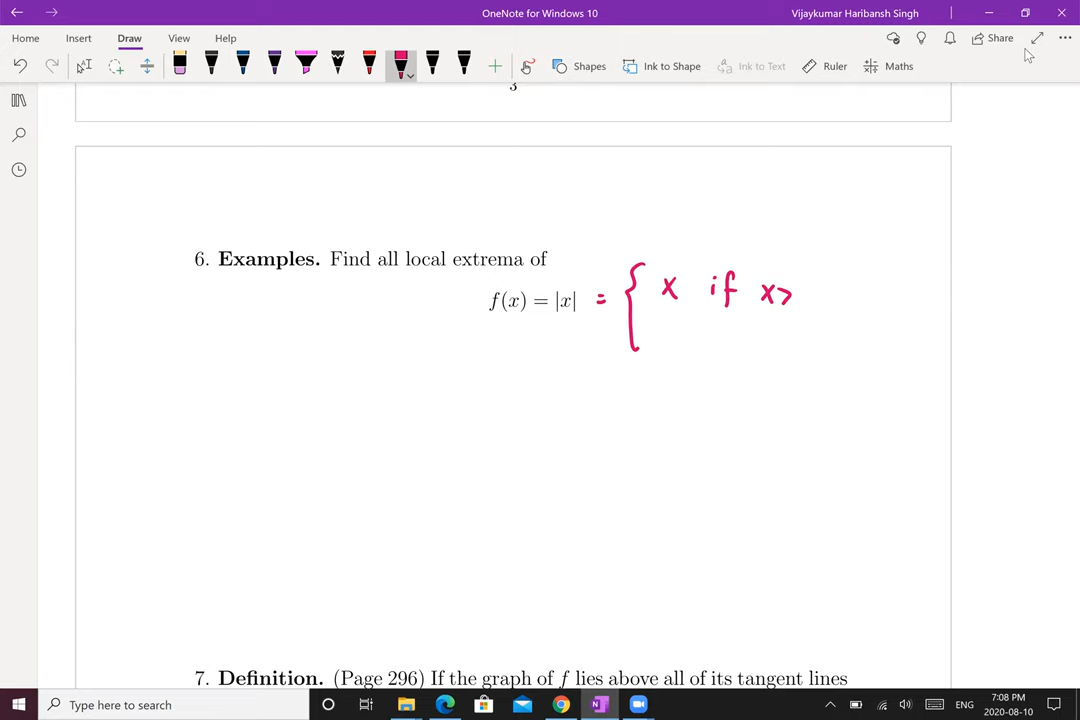 OneNote for Windows 10
Vijaykumar Haribansh Singh
Home Insert Draw View Help
Share
Shapes Ink to Shape Ink to Text Ruler Maths
3
6. Examples. Find all local extrema of
f(x) = |x| = { x if x>
7. Definition. (Page 296) If the graph of f lies above all of its tangent lines
Type here to search
ENG
7:08 PM
2020-08-10